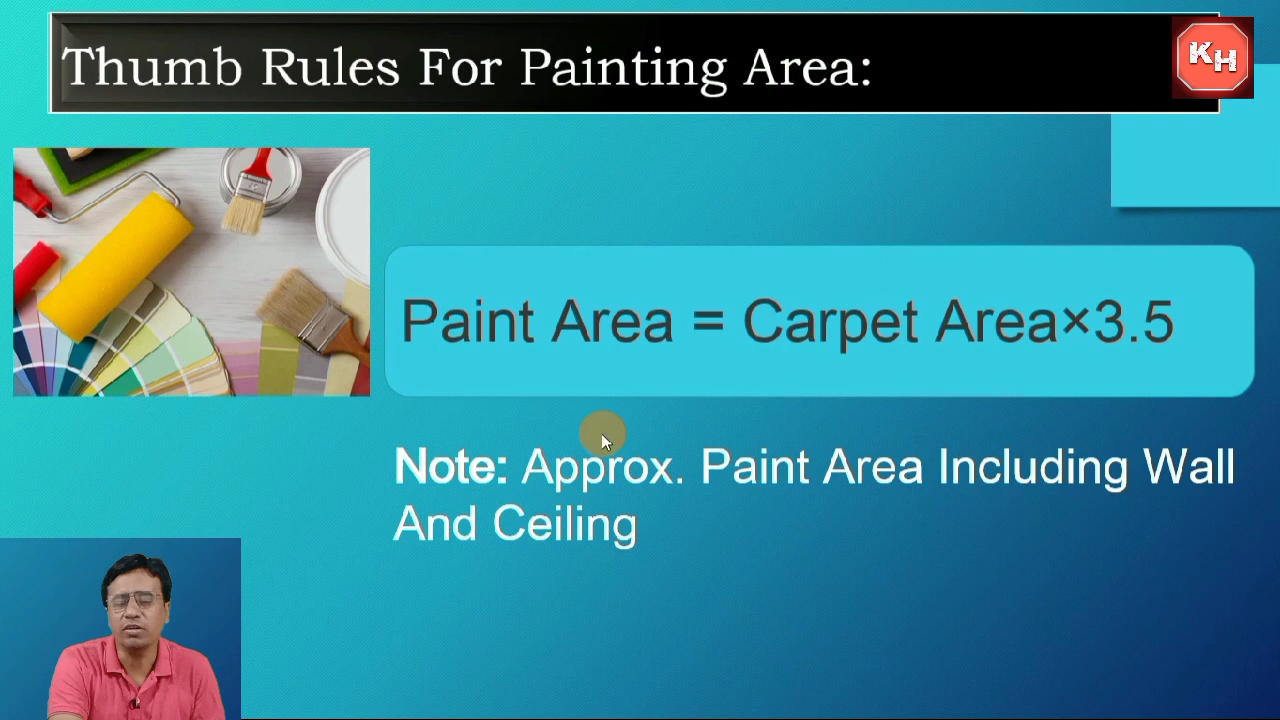 Thumb Rules For Painting Area:
KH
Paint Area = Carpet Area×3.5
Note: Approx. Paint Area Including Wall
And Ceiling